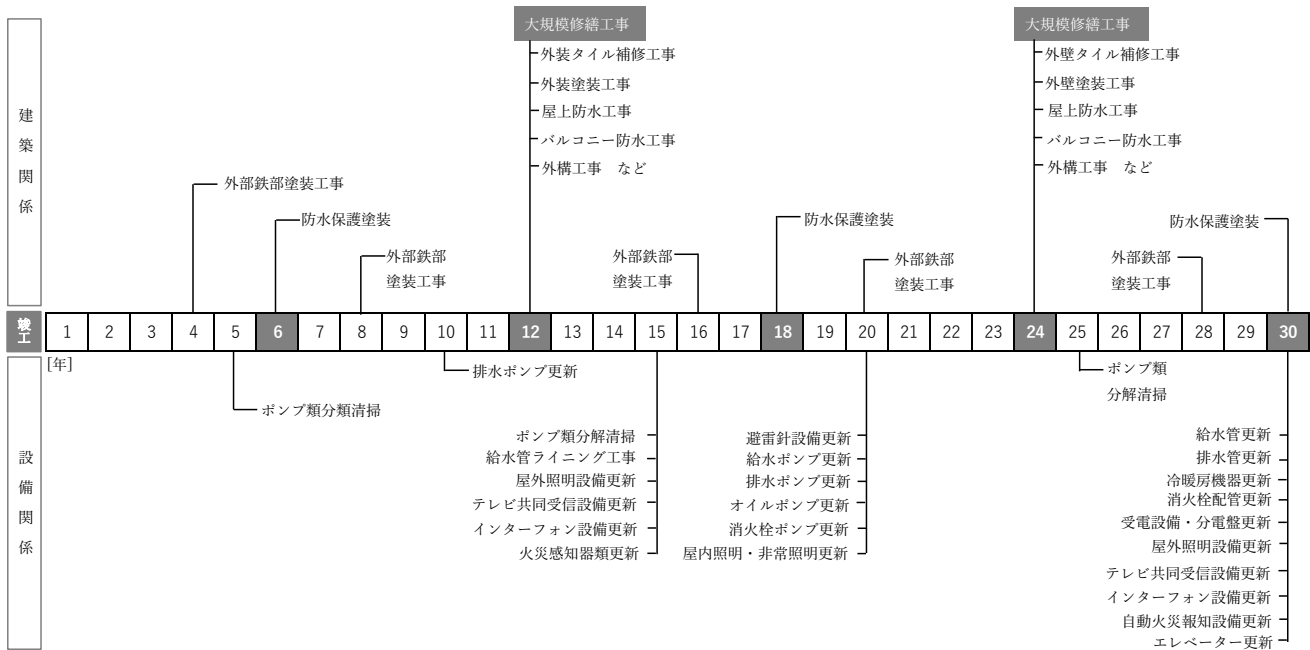 建築関係
大規模修繕工事
外装タイル補修工事
外装塗装工事
屋上防水工事
バルコニー防水工事
外構工事 など
大規模修繕工事
外壁タイル補修工事
外壁塗装工事
屋上防水工事
バルコニー防水工事
外構工事 など
外部鉄部塗装工事
防水保護塗装
外部鉄部
塗装工事
外部鉄部
塗装工事
防水保護塗装
外部鉄部
塗装工事
外部鉄部
塗装工事
防水保護塗装
竣工 1 2 3 4 5 6 7 8 9 10 11 12 13 14 15 16 17 18 19 20 21 22 23 24 25 26 27 28 29 30
[年]
設備関係
ポンプ類分類清掃
排水ポンプ更新
ポンプ類分解清掃
給水管ライニング工事
屋外照明設備更新
テレビ共同受信設備更新
インターフォン設備更新
火災感知器類更新
避雷針設備更新
給水ポンプ更新
排水ポンプ更新
オイルポンプ更新
消火栓ポンプ更新
屋内照明・非常照明更新
ポンプ類
分解清掃
給水管更新
排水管更新
冷暖房機器更新
消火栓配管更新
受電設備・分電盤更新
屋外照明設備更新
テレビ共同受信設備更新
インターフォン設備更新
自動火災報知設備更新
エレベーター更新